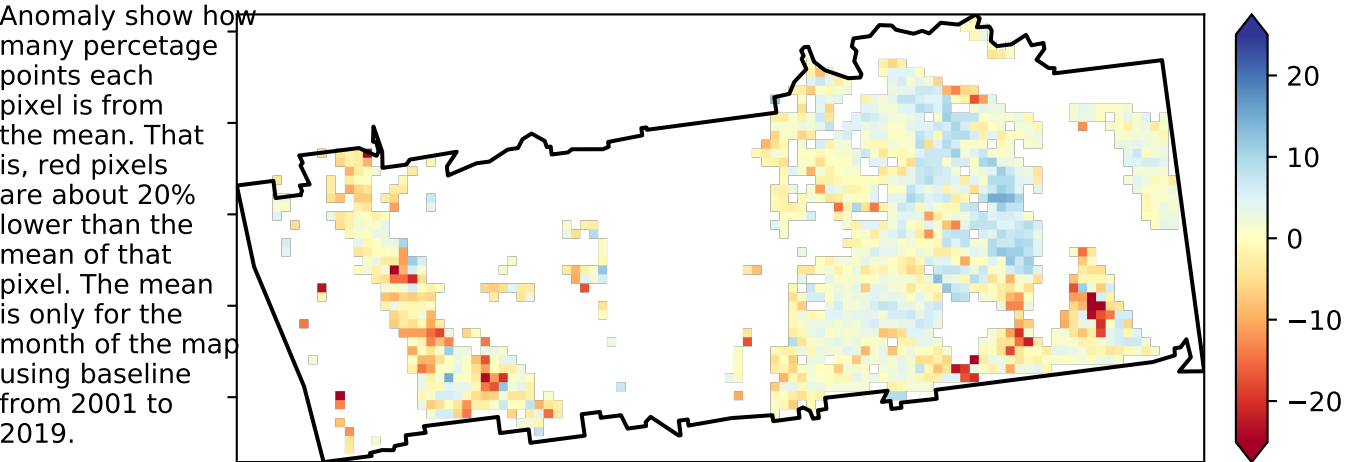 Anomaly show how
many percetage
points each
pixel is from
the mean. That
is, red pixels
are about 20%
lower than the
mean of that
pixel. The mean
is only for the
month of the map
using baseline
from 2001 to
2019.
20
10
0
−10
−20